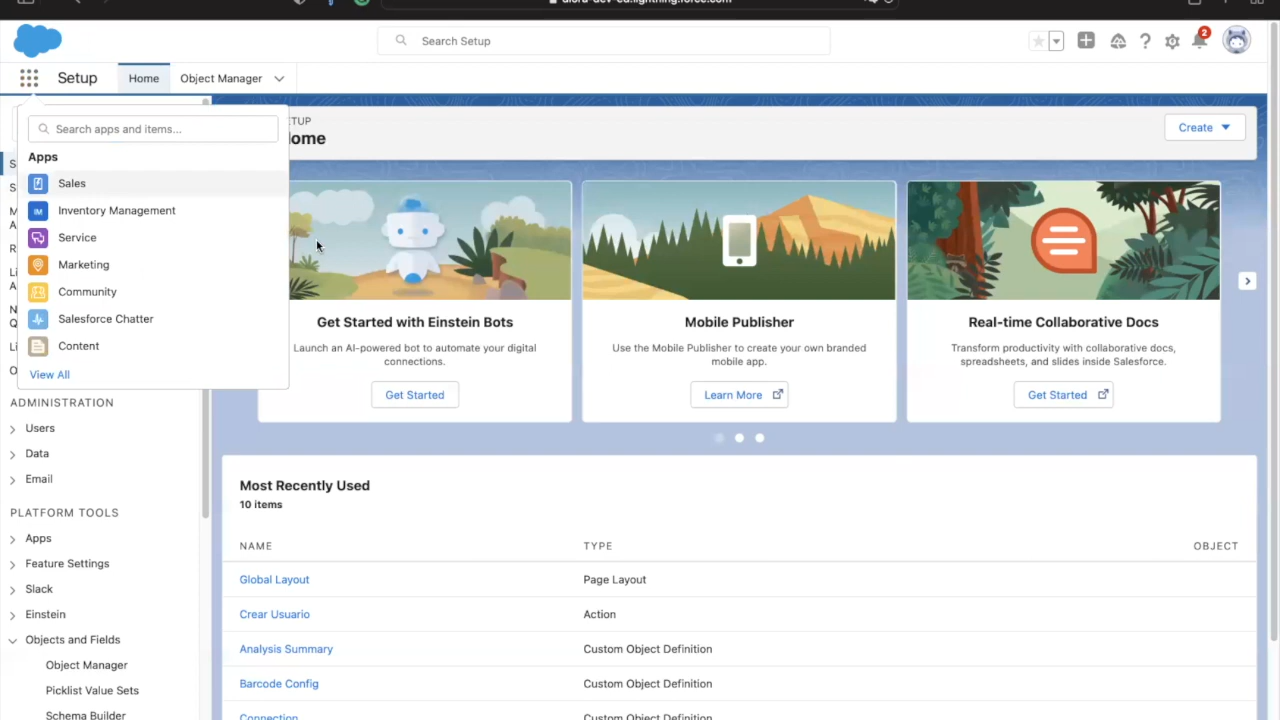 Search Setup
2
Setup
Home
Object Manager
Search apps and items...
Apps
Sales
Inventory Management
Service
Marketing
Community
Salesforce Chatter
Content
View All
ADMINISTRATION
Users
Data
Email
PLATFORM TOOLS
Apps
Feature Settings
Slack
Einstein
Objects and Fields
Object Manager
Picklist Value Sets
Schema Builder
Create
Get Started with Einstein Bots
Launch an AI-powered bot to automate your digital
connections.
Get Started
Mobile Publisher
Use the Mobile Publisher to create your own branded
mobile app.
Learn More
Real-time Collaborative Docs
Transform productivity with collaborative docs,
spreadsheets, and slides inside Salesforce.
Get Started
Most Recently Used
10 items
NAME TYPE OBJECT
Global Layout Page Layout
Crear Usuario Action
Analysis Summary Custom Object Definition
Barcode Config Custom Object Definition
Connection Custom Object Definition